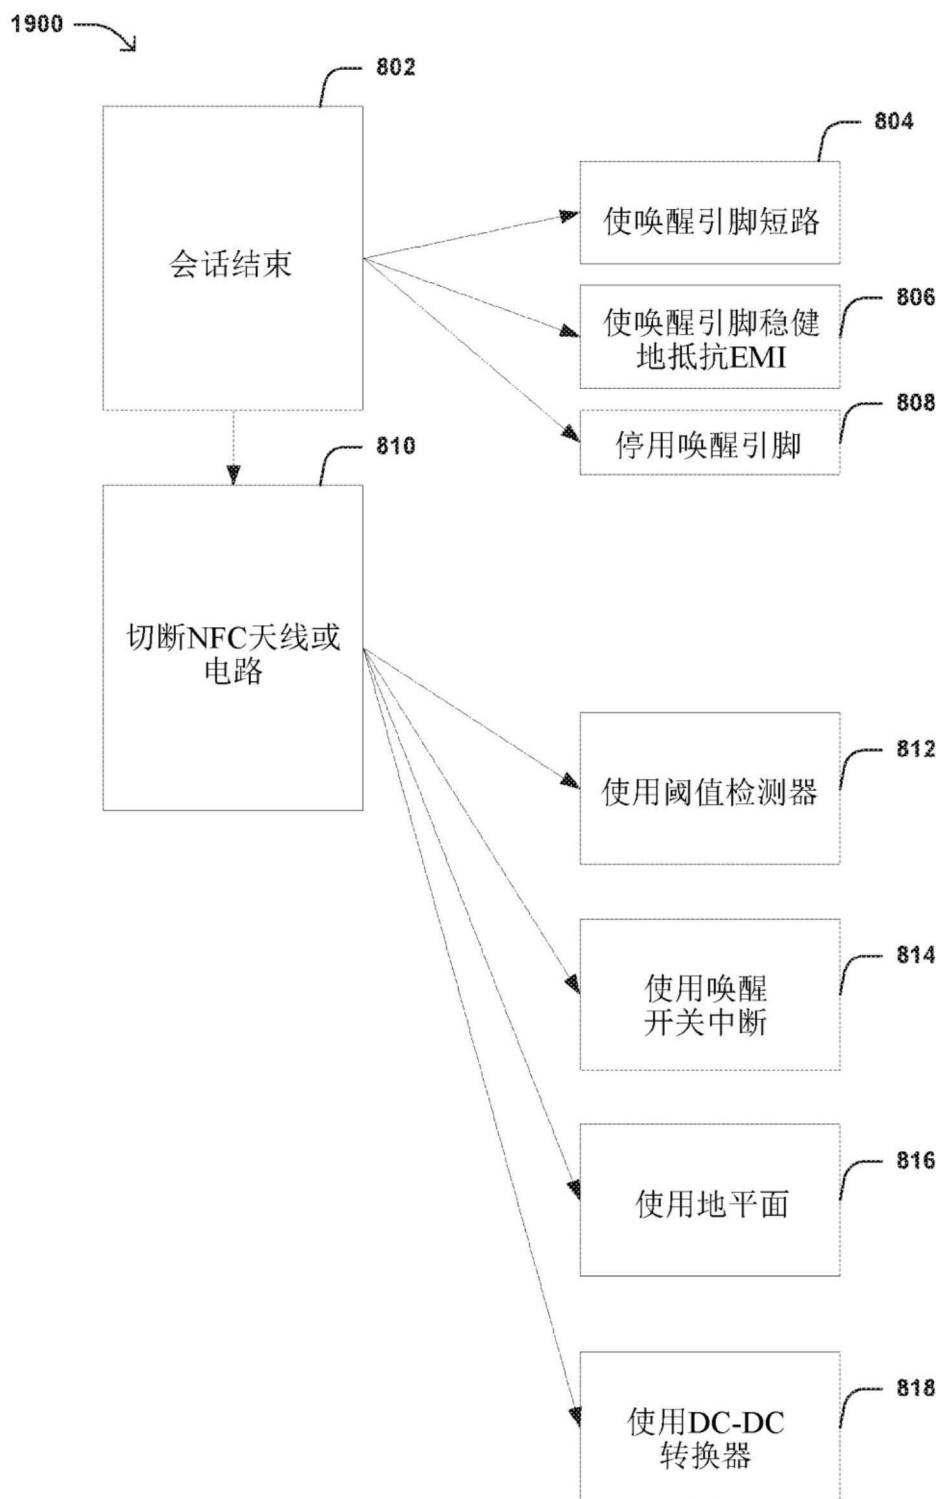 1900
802
804
会话结束
使唤醒引脚短路
806
使唤醒引脚稳健
地抵抗EMI
808
停用唤醒引脚
810
切断NFC天线或
电路
812
使用阈值检测器
814
使用唤醒
开关中断
816
使用地平面
818
使用DC-DC
转换器